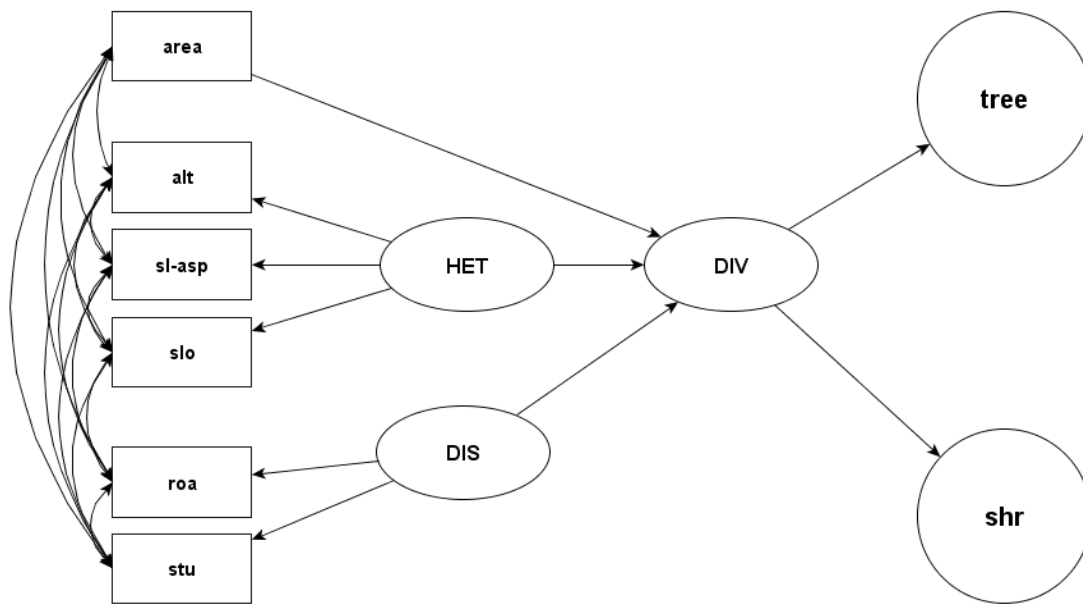 area
tree
alt
sl-asp
HET
DIV
slo
DIS
roa
shr
stu